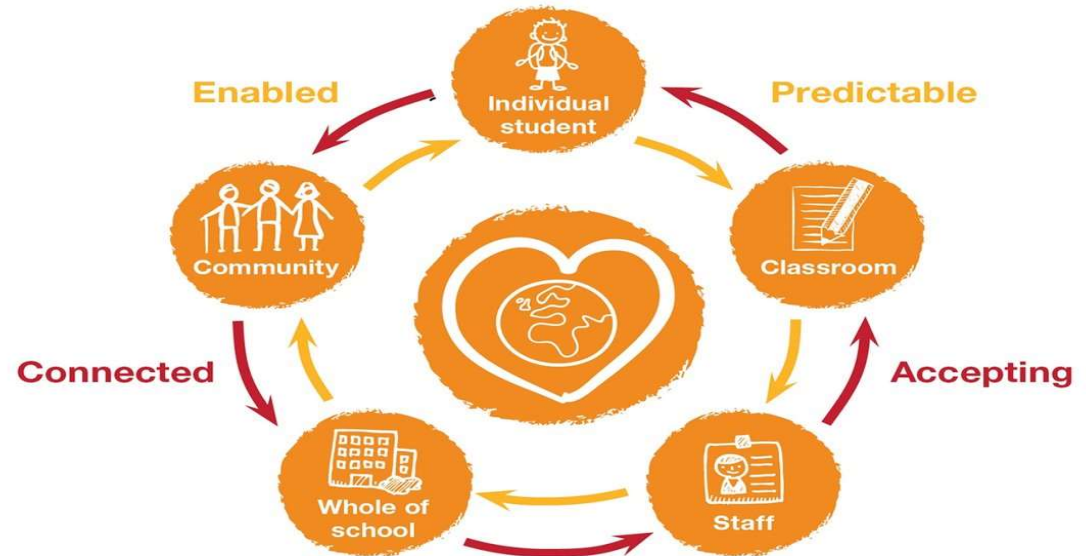 Individual
student
Enabled
Predictable
Community
Classroom
Connected
Accepting
Whole of
school
Staff